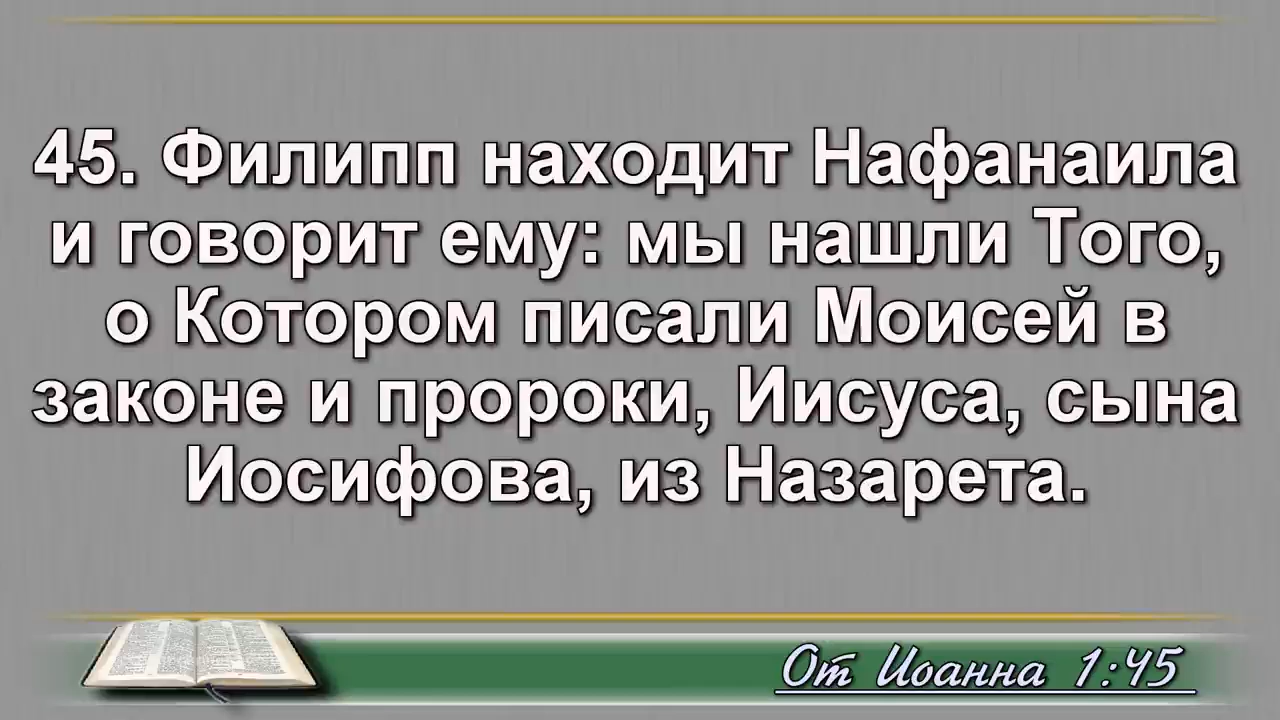 45. Филипп находит Нафанаила
и говорит ему: мы нашли Того,
о Котором писали Моисей в
законе и пророки, Иисуса, сына
Иосифова, из Назарета.
От Иоанна 1:45